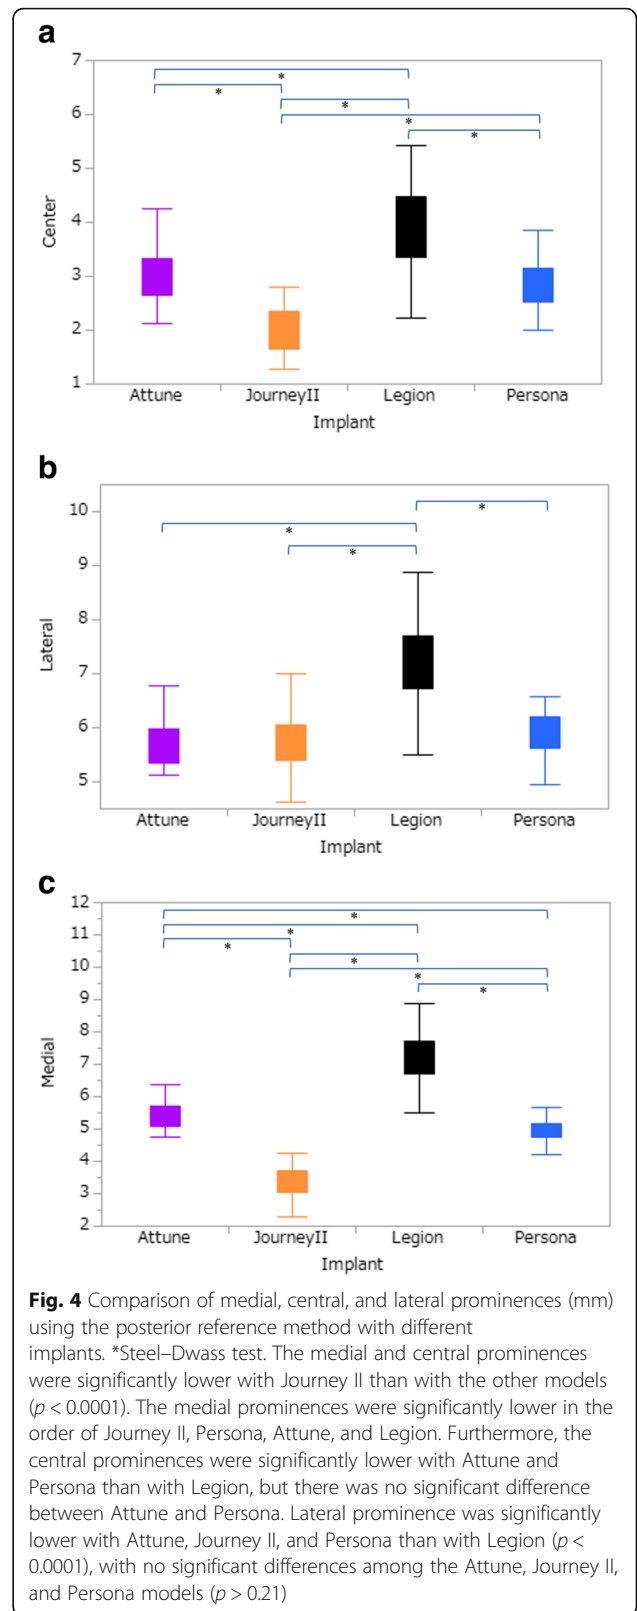 a
7
6
5
4
3
2
1
Center
*
*
*
*
*
Attune JourneyII Legion Persona
Implant
b
10
9
8
7
6
5
Lateral
*
*
*
Attune JourneyII Legion Persona
Implant
c
12
11
10
9
8
7
6
5
4
3
2
Medial
*
*
*
*
*
*
Attune JourneyII Legion Persona
Implant
Fig. 4 Comparison of medial, central, and lateral prominences (mm)
using the posterior reference method with different
implants. *Steel–Dwass test. The medial and central prominences
were significantly lower with Journey II than with the other models
(p < 0.0001). The medial prominences were significantly lower in the
order of Journey II, Persona, Attune, and Legion. Furthermore, the
central prominences were significantly lower with Attune and
Persona than with Legion, but there was no significant difference
between Attune and Persona. Lateral prominence was significantly
lower with Attune, Journey II, and Persona than with Legion (p <
0.0001), with no significant differences among the Attune, Journey II,
and Persona models (p > 0.21)